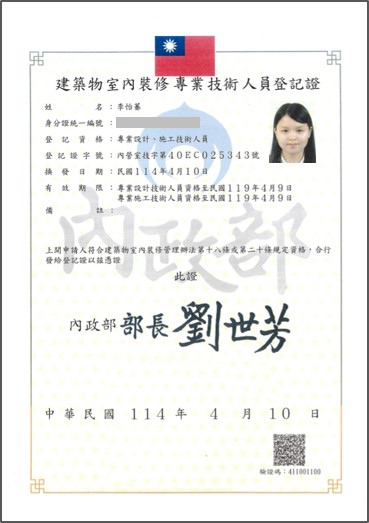 建築物室內裝修專業技術人員登記證
姓名：李怡蓁
身分證統一編號：
登記資格：專業設計、施工技術人員
登記證字號：內營室技字第40EC025343號
換發日期：民國114年4月10日
有效期限：專業設計技術人員資格至民國119年4月9日
專業施工技術人員資格至民國119年4月9日
備註：
上開申請人符合建築物室內裝修管理辦法第十八條或第二十條規定資格，合行
發給登記證以茲憑證
此證
內政部
內政部 部長 劉世芳
中華民國 114 年 4 月 10 日
驗證碼：411001100